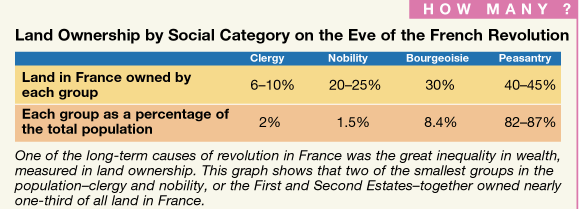 HOW MANY ?
Land Ownership by Social Category on the Eve of the French Revolution
Clergy Nobility Bourgeoisie Peasantry
Land in France owned by
each group 6–10% 20–25% 30% 40–45%
Each group as a percentage of
the total population 2% 1.5% 8.4% 82–87%
One of the long-term causes of revolution in France was the great inequality in wealth,
measured in land ownership. This graph shows that two of the smallest groups in the
population–clergy and nobility, or the First and Second Estates–together owned nearly
one-third of all land in France.